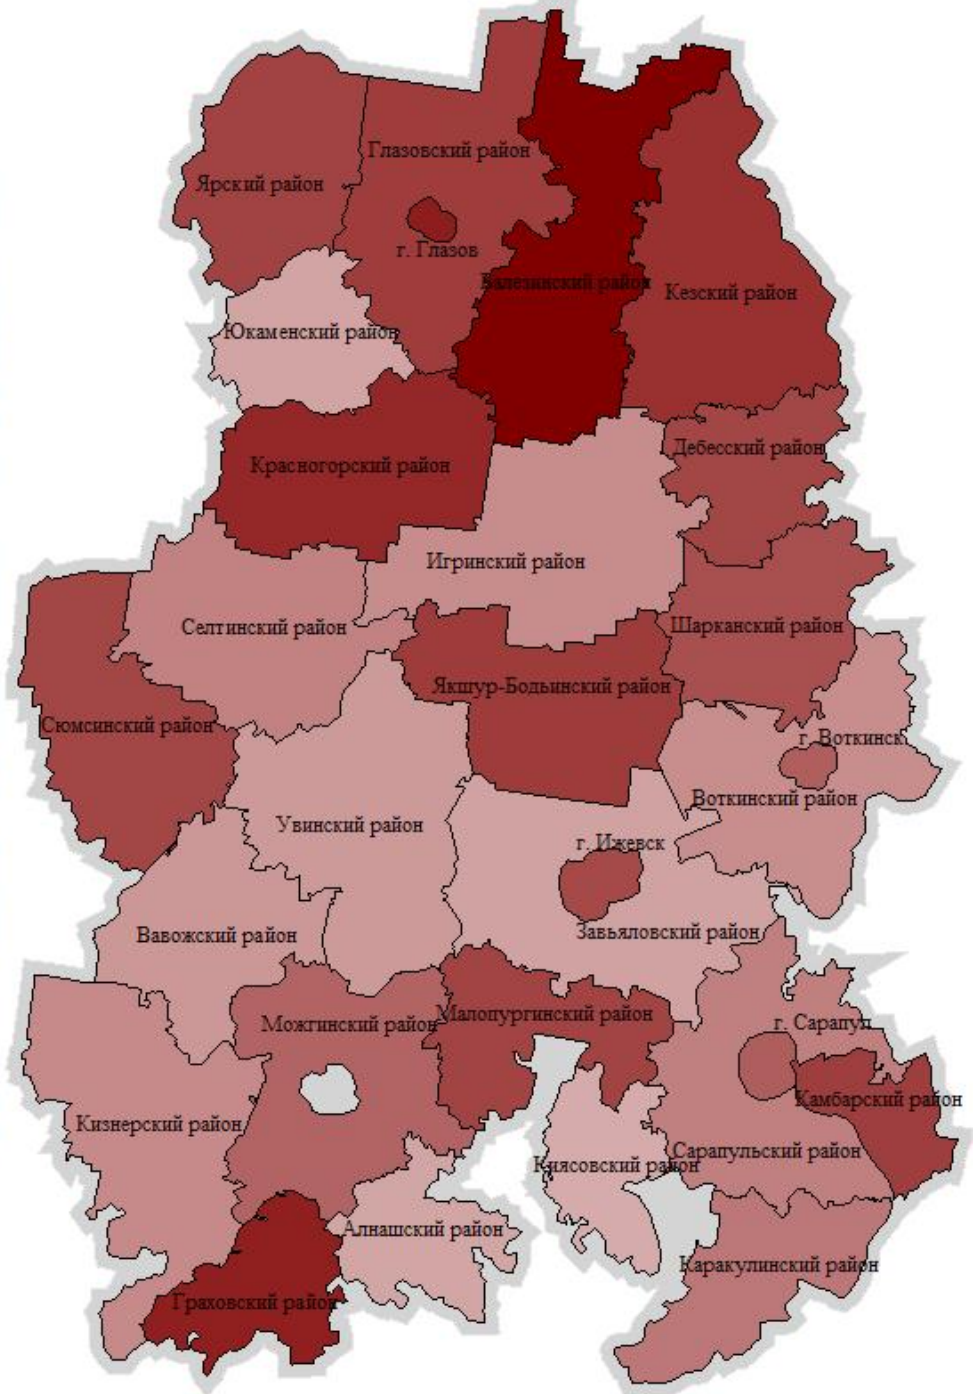 Глазовский район
Ярский район
г. Глазов
Балезинский район
Кезский район
Юкаменский район
Дебесский район
Красногорский район
Игринский район
Селтинский район
Шарканский район
Якшур-Бодьинский район
Сюмсинский район
г. Воткинск
Воткинский район
Увинский район
г. Ижевск
Завьяловский район
Вавожский район
Малопургинский район
Можгинский район
г. Сарапул
Камбарский район
Кизнерский район
Сарапульский район
Киясовский район
Алнашский район
Каракулинский район
Граховский район